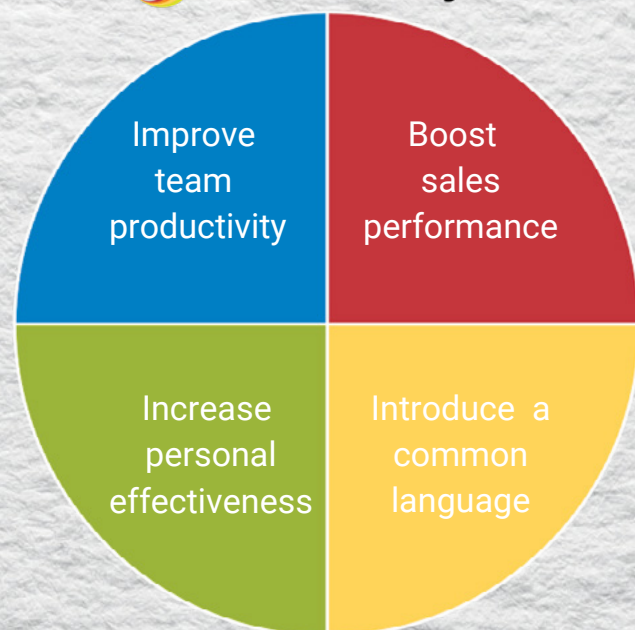 Improve
team
productivity
Boost
sales
performance
Increase
personal
effectiveness
Introduce a
common
language